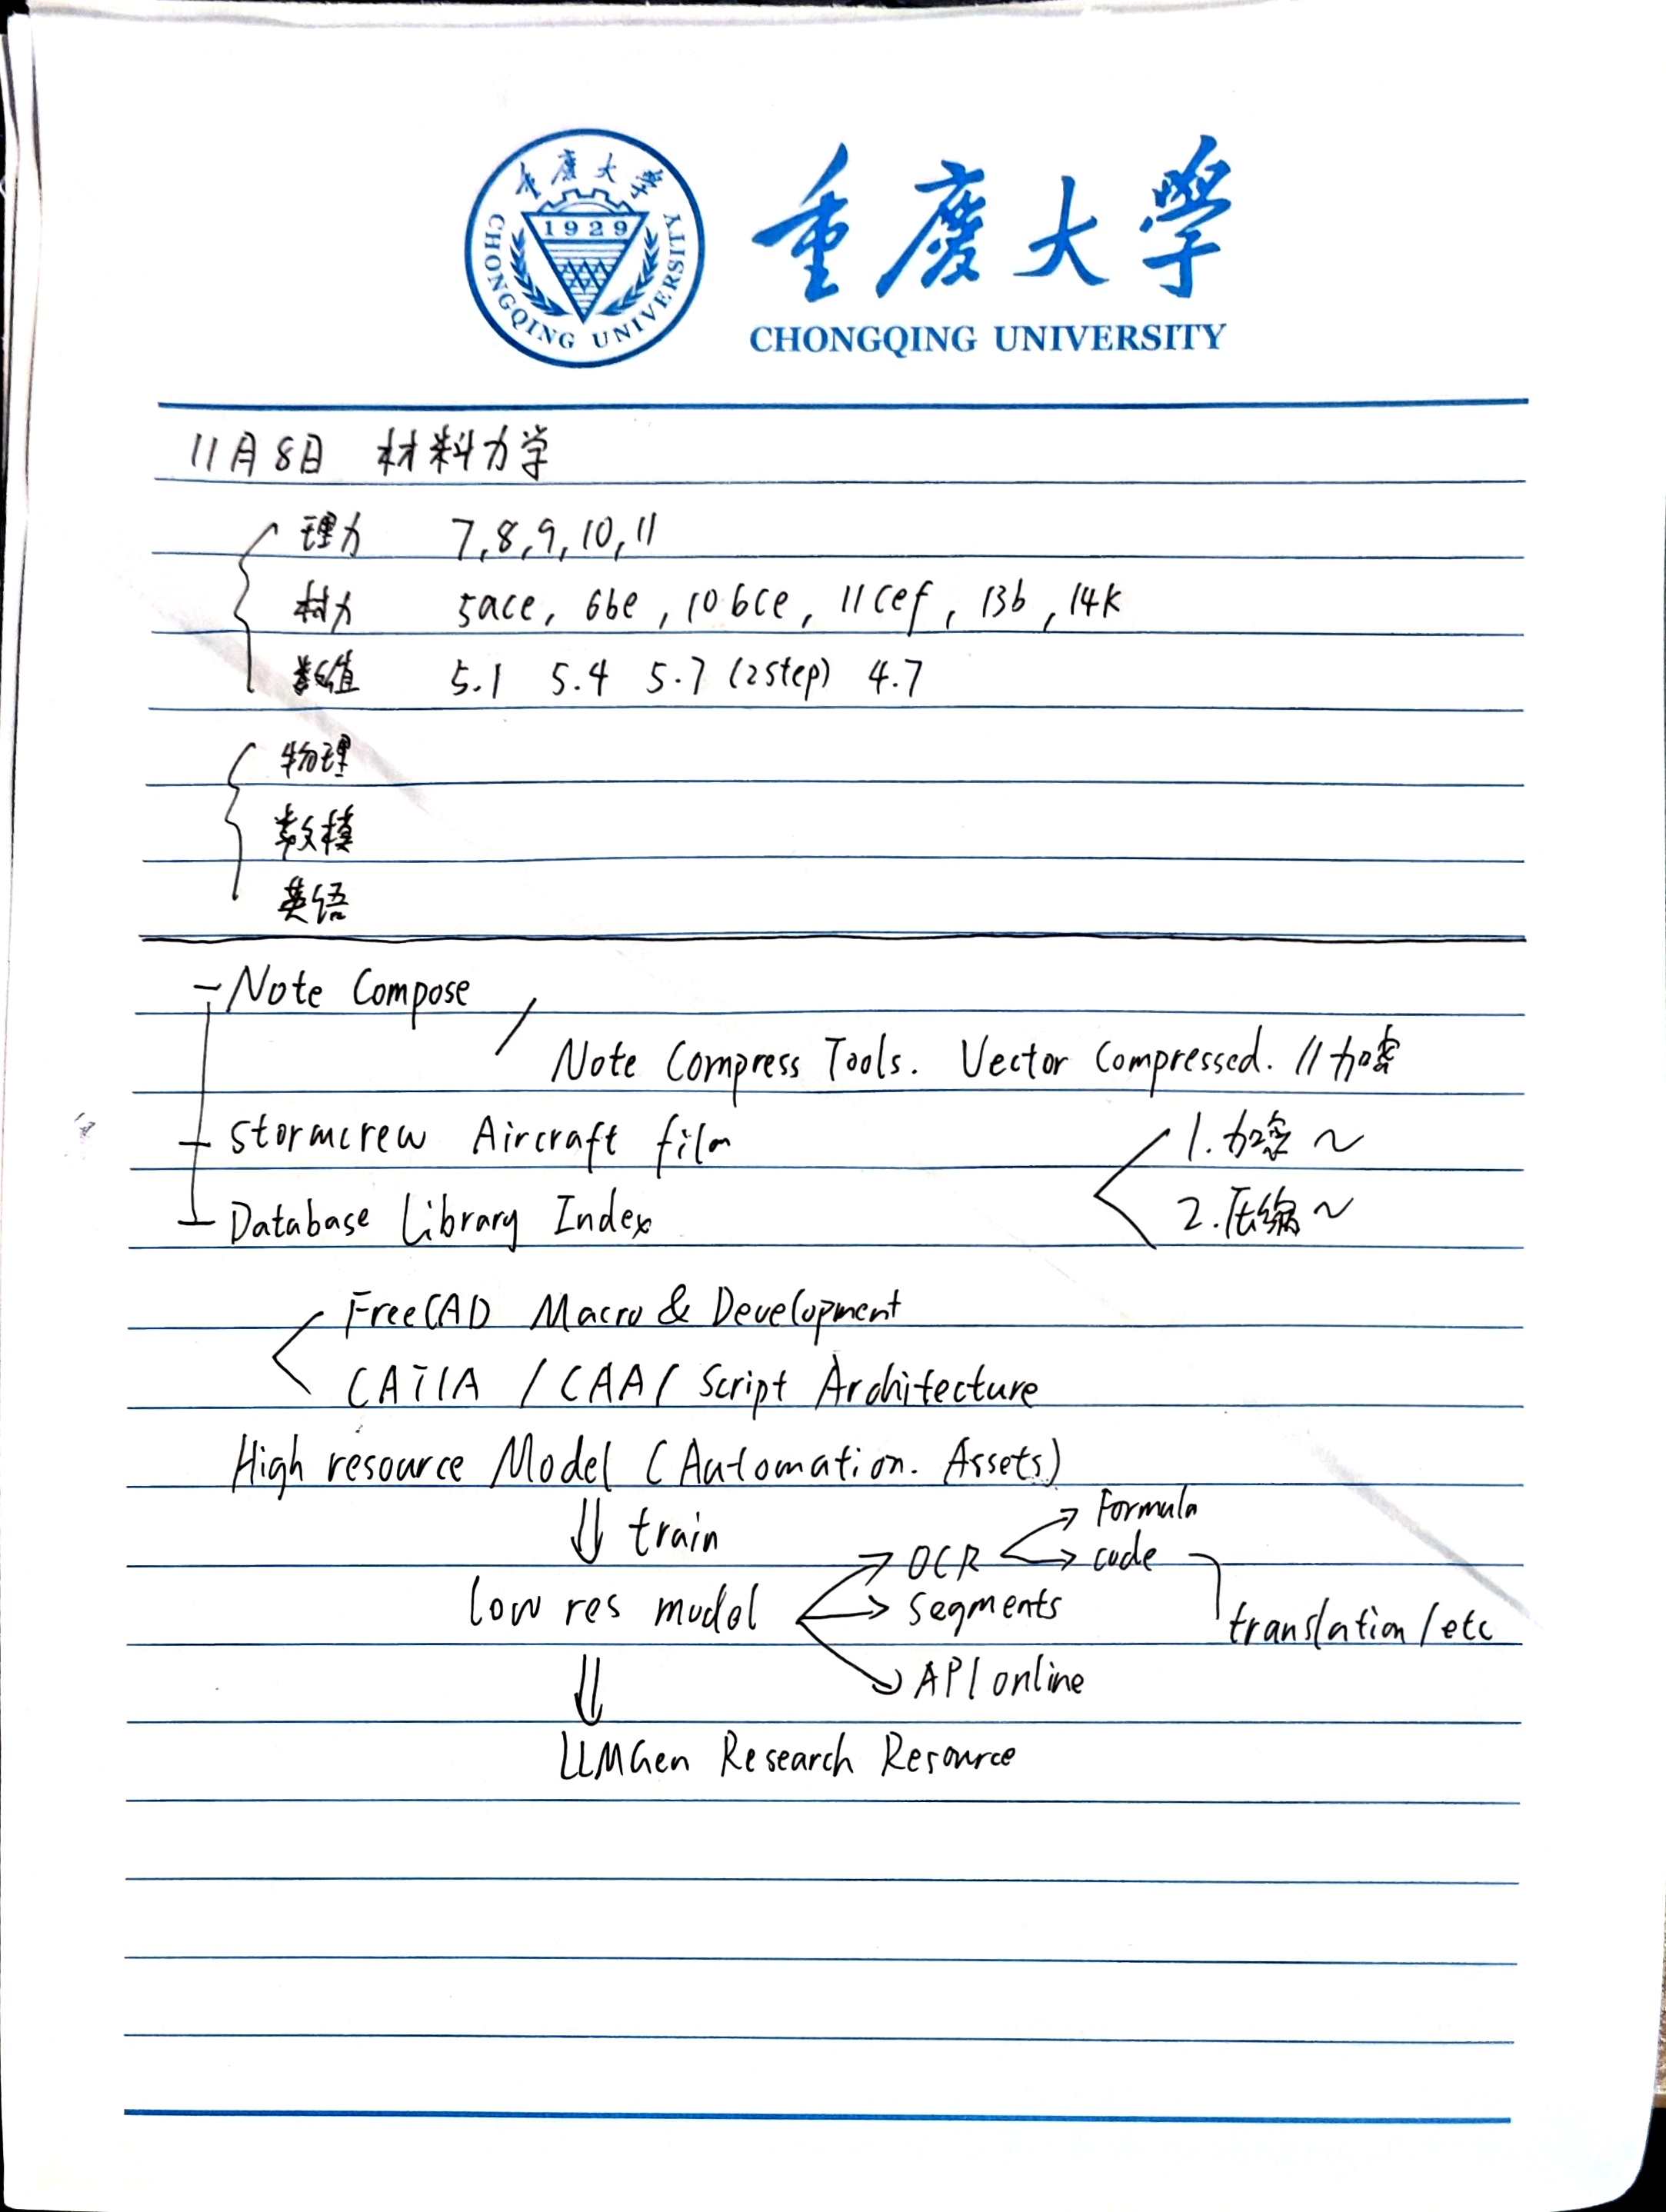 重慶大學
1929
CHONGQING UNIVERSITY
重慶大學
CHONGQING UNIVERSITY
11月8日 材料力学
理力 7,8,9,10,11
材力 5ace, 6be, 10bce, 11cef, 13b, 14k
数值 5.1 5.4 5.7 (2step) 4.7
物理
数模
英语
Note Compose
Note Compress Tools. Vector Compressed. // 加密
Stormcrew Aircraft film
1. 加密 ~
Database Library Index
2. 压缩 ~
FreeCAD Macro & Development
CATIA / CAA / Script Architecture
High resource Model (Automation. Assets)
⇓ train
low res model → OCR → Formula
→ code
→ Segments
translation / etc
→ API online
⇓
LLMGen Research Resource